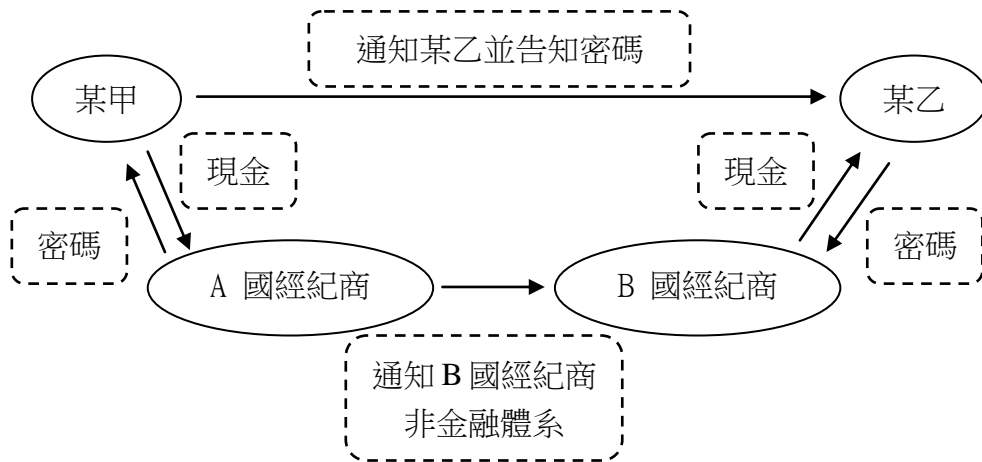 通知某乙並告知密碼
某甲
某乙
現金
現金
密碼
密碼
A 國經紀商
B 國經紀商
通知 B 國經紀商
非金融體系